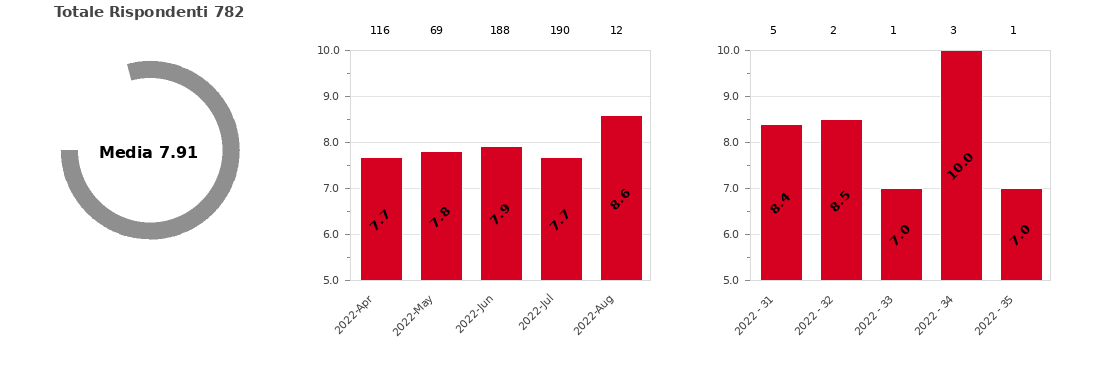 Totale Rispondenti 782
Media 7.91
116 69 188 190 12
10.0
9.0
8.0
7.0
6.0
5.0
7.7 7.8 7.9 7.7 8.6
2022-Apr 2022-May 2022-Jun 2022-Jul 2022-Aug
5 2 1 3 1
10.0
9.0
8.0
7.0
6.0
5.0
8.4 8.5 7.0 10.0 7.0
2022 - 31 2022 - 32 2022 - 33 2022 - 34 2022 - 35